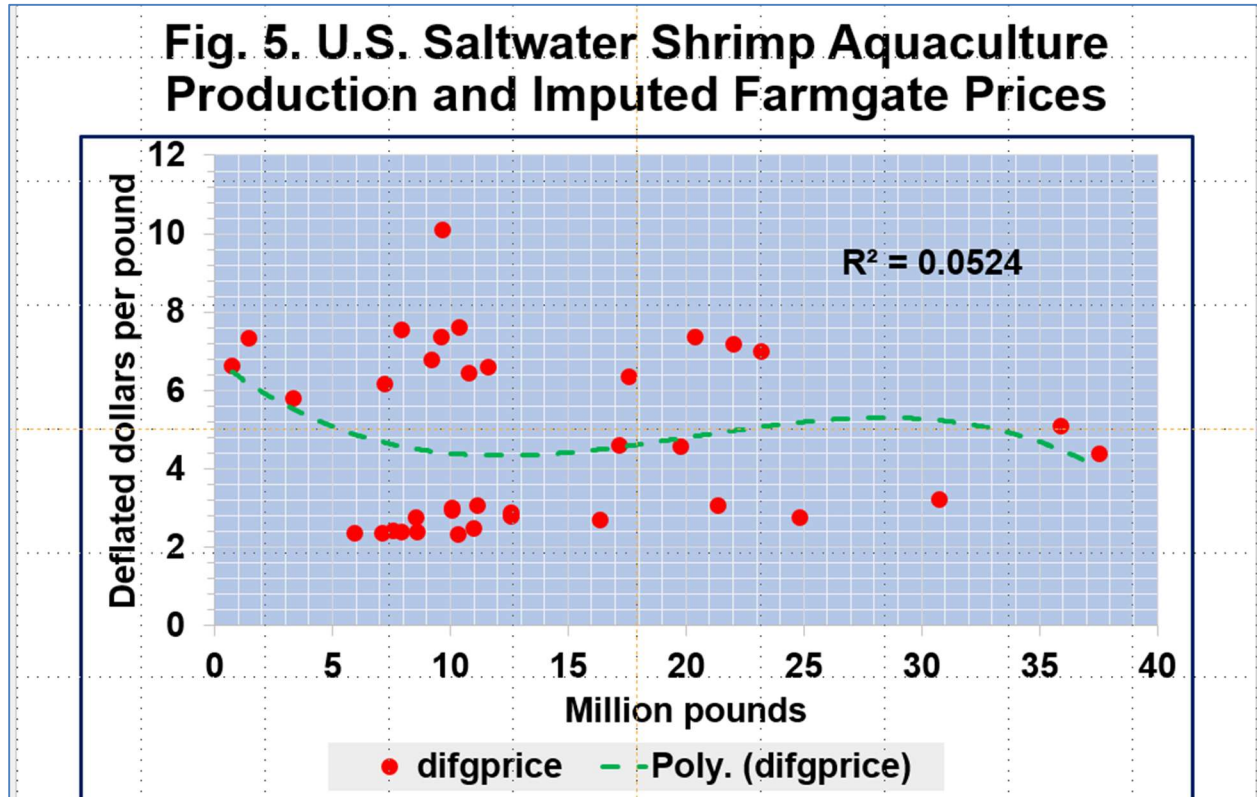 Fig. 5. U.S. Saltwater Shrimp Aquaculture
Production and Imputed Farmgate Prices
Deflated dollars per pound
12
10
8
6
4
2
0
R² = 0.0524
0 5 10 15 20 25 30 35 40
Million pounds
difgprice Poly. (difgprice)